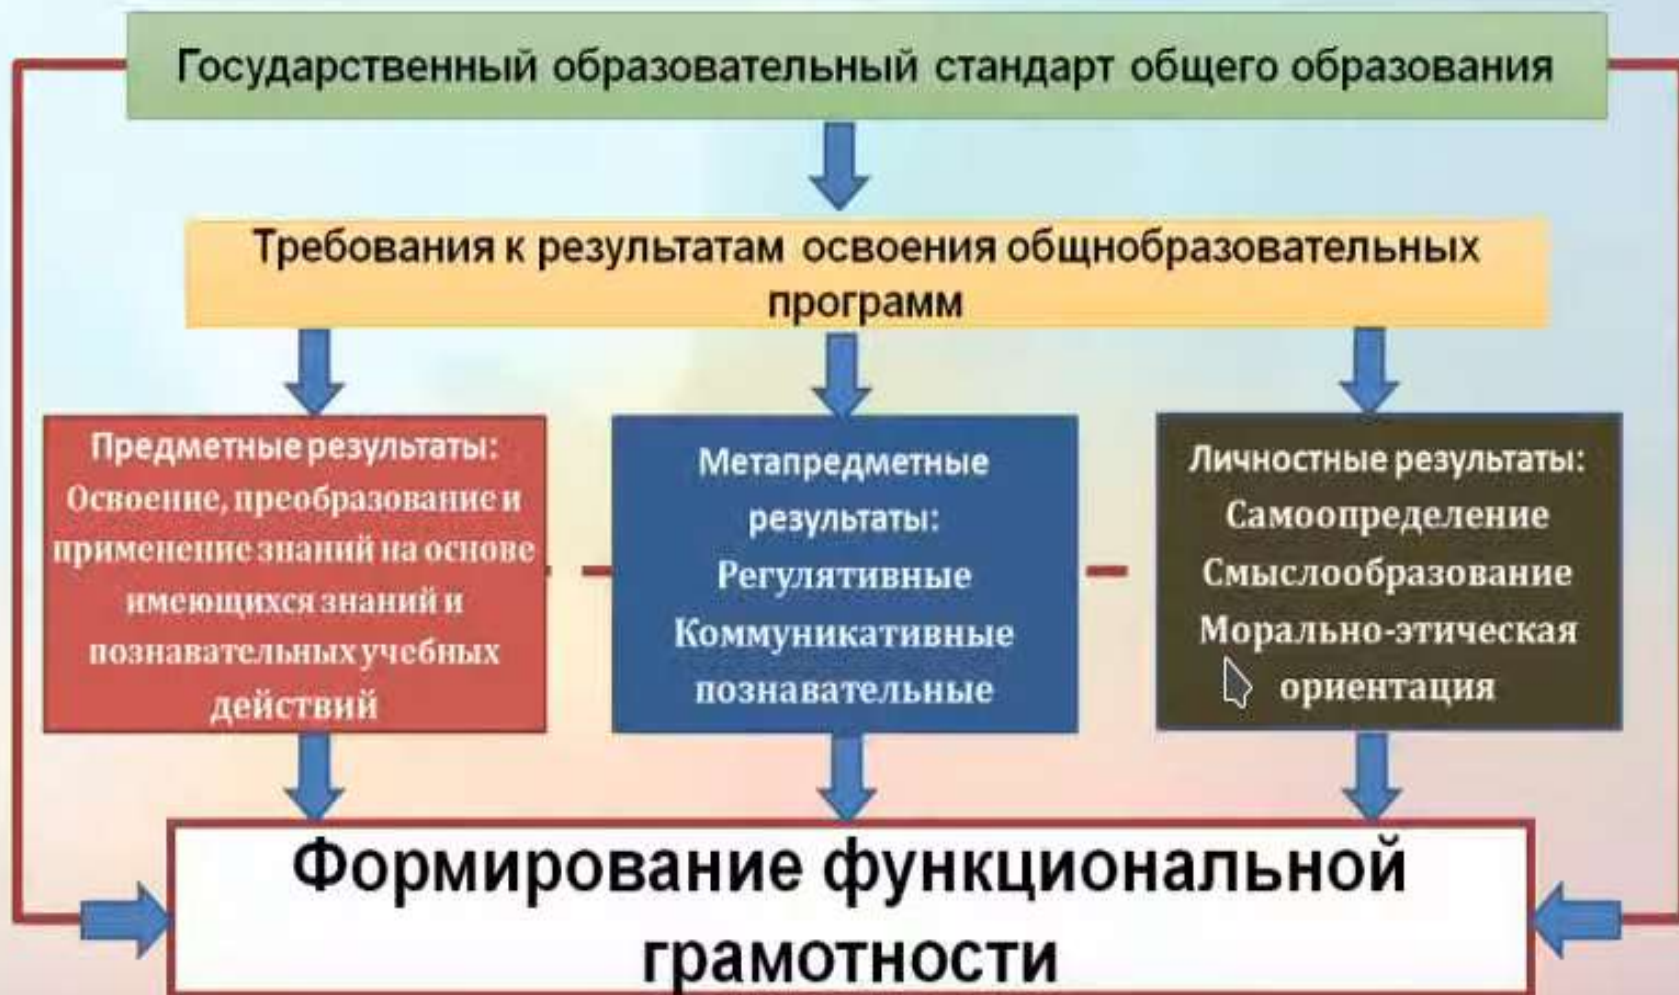 Государственный образовательный стандарт общего образования
Требования к результатам освоения общнобразовательных
программ
Предметные результаты:
Освоение, преобразование и
применение знаний на основе
имеющихся знаний и
познавательных учебных
действий
Метапредметные
результаты:
Регулятивные
Коммуникативные
познавательные
Личностные результаты:
Самоопределение
Смыслообразование
Морально-этическая
ориентация
Формирование функциональной
грамотности